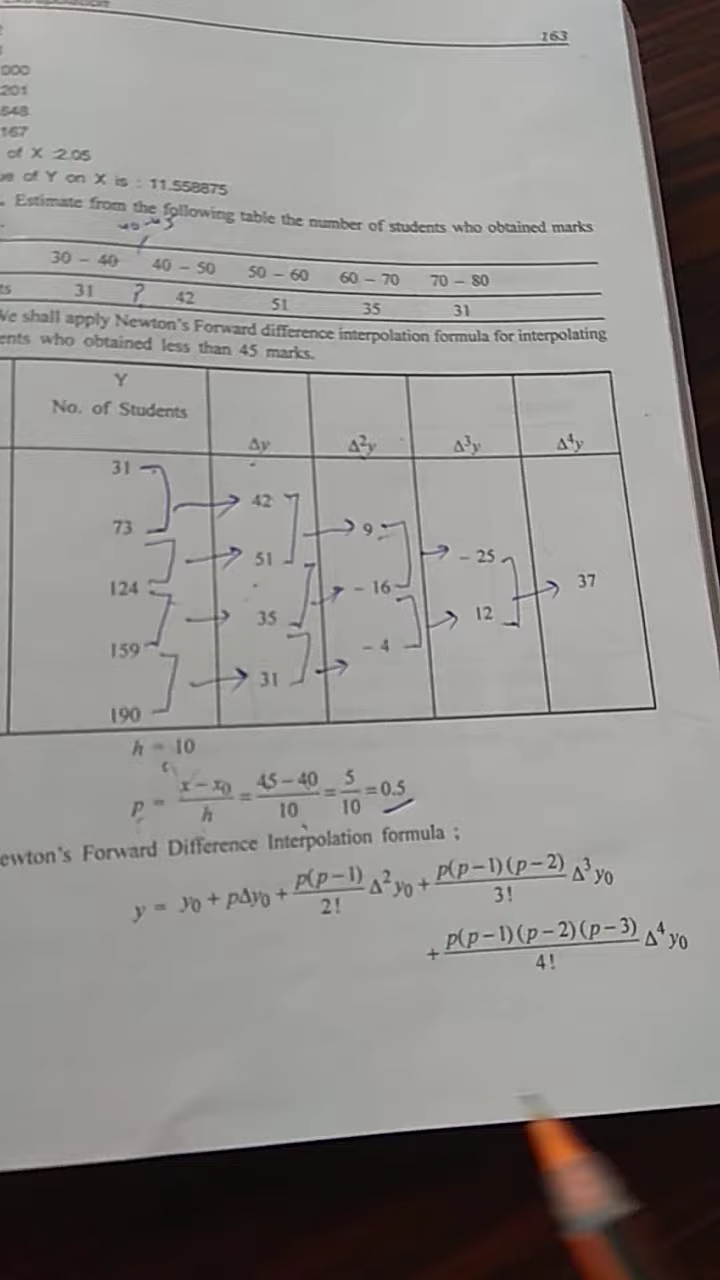 163
000
201
648
167
of X :2.05
of Y on X is : 11.558875
. Estimate from the following table the number of students who obtained marks
30 – 40 40 – 50 50 – 60 60 – 70 70 – 80
ts 31 ? 42 51 35 31
We shall apply Newton's Forward difference interpolation formula for interpolating
ents who obtained less than 45 marks.
Y
No. of Students Δy Δ²y Δ³y Δ⁴y
31
42
73 9
51 – 25
124 – 16 37
35 12
159 – 4
31
190
h = 10
p = (x – x₀)/h = (45 – 40)/10 = 5/10 = 0.5
ewton's Forward Difference Interpolation formula ;
y = y₀ + pΔy₀ + p(p – 1)/2! Δ²y₀ + p(p – 1)(p – 2)/3! Δ³y₀
+ p(p – 1)(p – 2)(p – 3)/4! Δ⁴y₀